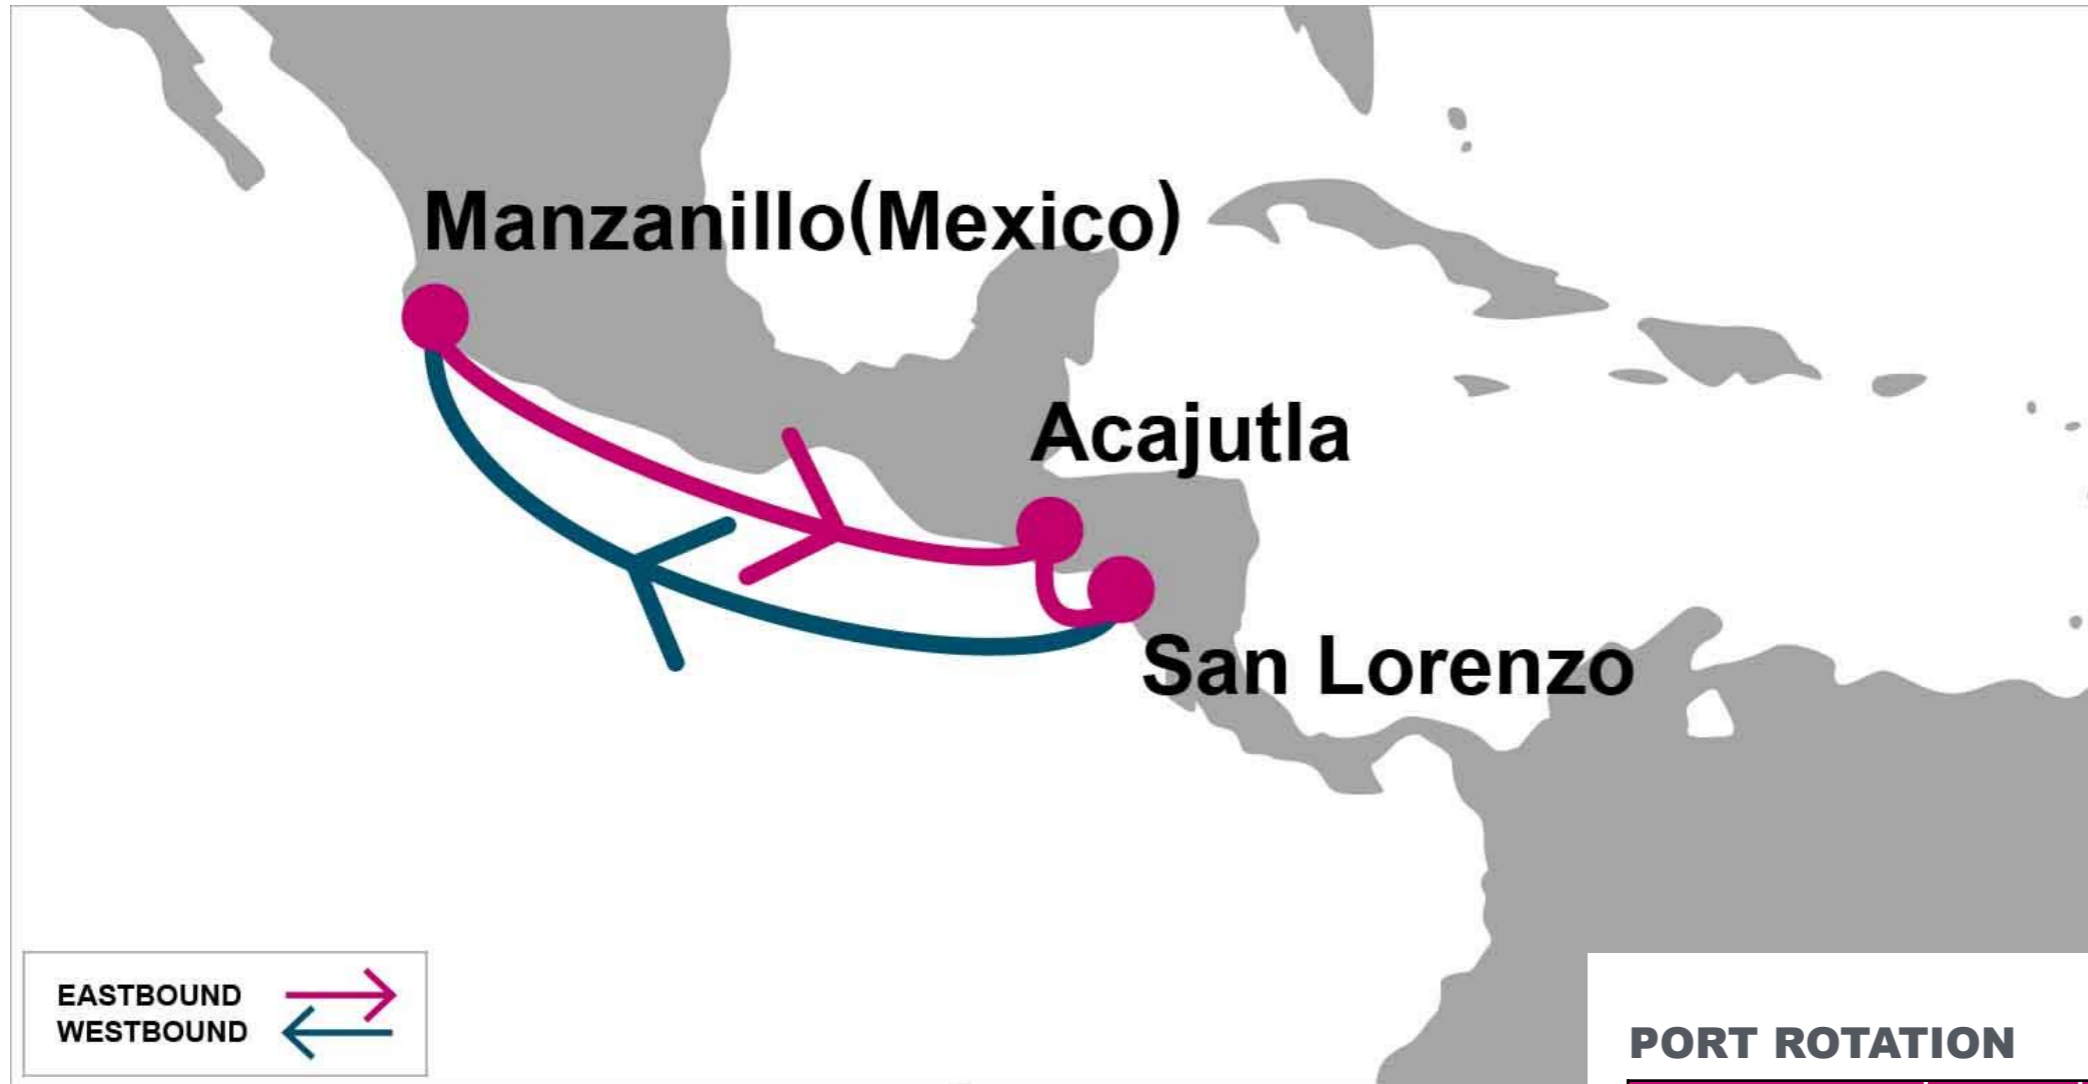 Manzanillo(Mexico)
Acajutla
San Lorenzo
EASTBOUND
WESTBOUND
PORT ROTATION